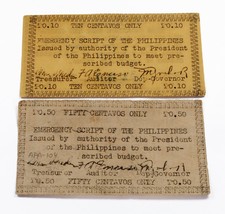 ₱0.10 TEN CENTAVOS ONLY ₱0.10
EMERGENCY SCRIPT OF THE PHILIPPINES
Issued by authority of the President
of the Philippines to meet pre-
scribed budget.
Treasurer Auditor Dep Governor
₱0.10 TEN CENTAVOS ONLY ₱0.10
₱0.50 FIFTY CENTAVOS ONLY ₱0.50
EMERGENCY SCRIPT OF THE PHILIPPINES
Issued by authority of the President
of the Philippines to meet pre-
scribed budget.
Treasurer Auditor Dep Governor
₱0.50 FIFTY CENTAVOS ONLY ₱0.50